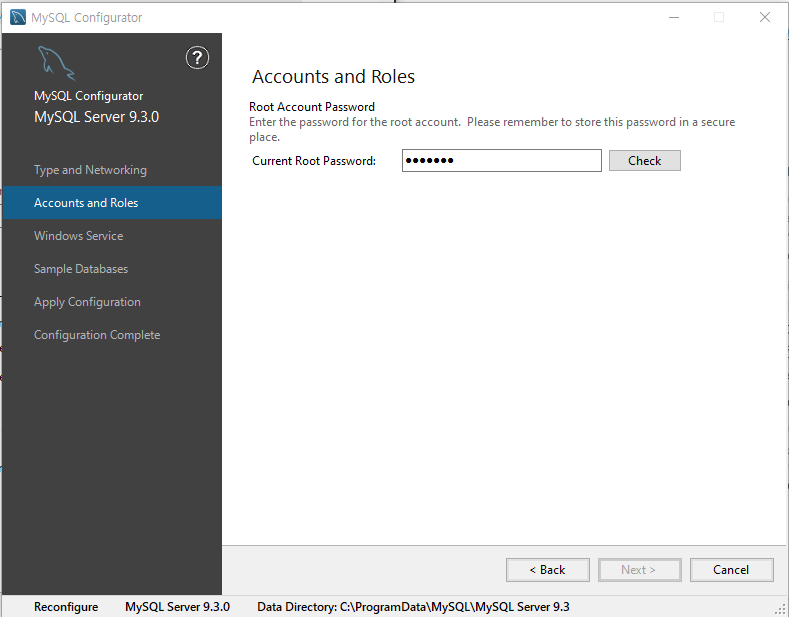 MySQL Configurator
?
MySQL Configurator
MySQL Server 9.3.0
Type and Networking
Accounts and Roles
Windows Service
Sample Databases
Apply Configuration
Configuration Complete
Accounts and Roles
Root Account Password
Enter the password for the root account.  Please remember to store this password in a secure
place.
Current Root Password: ●●●●●●● Check
< Back Next > Cancel
Reconfigure MySQL Server 9.3.0 Data Directory: C:\ProgramData\MySQL\MySQL Server 9.3